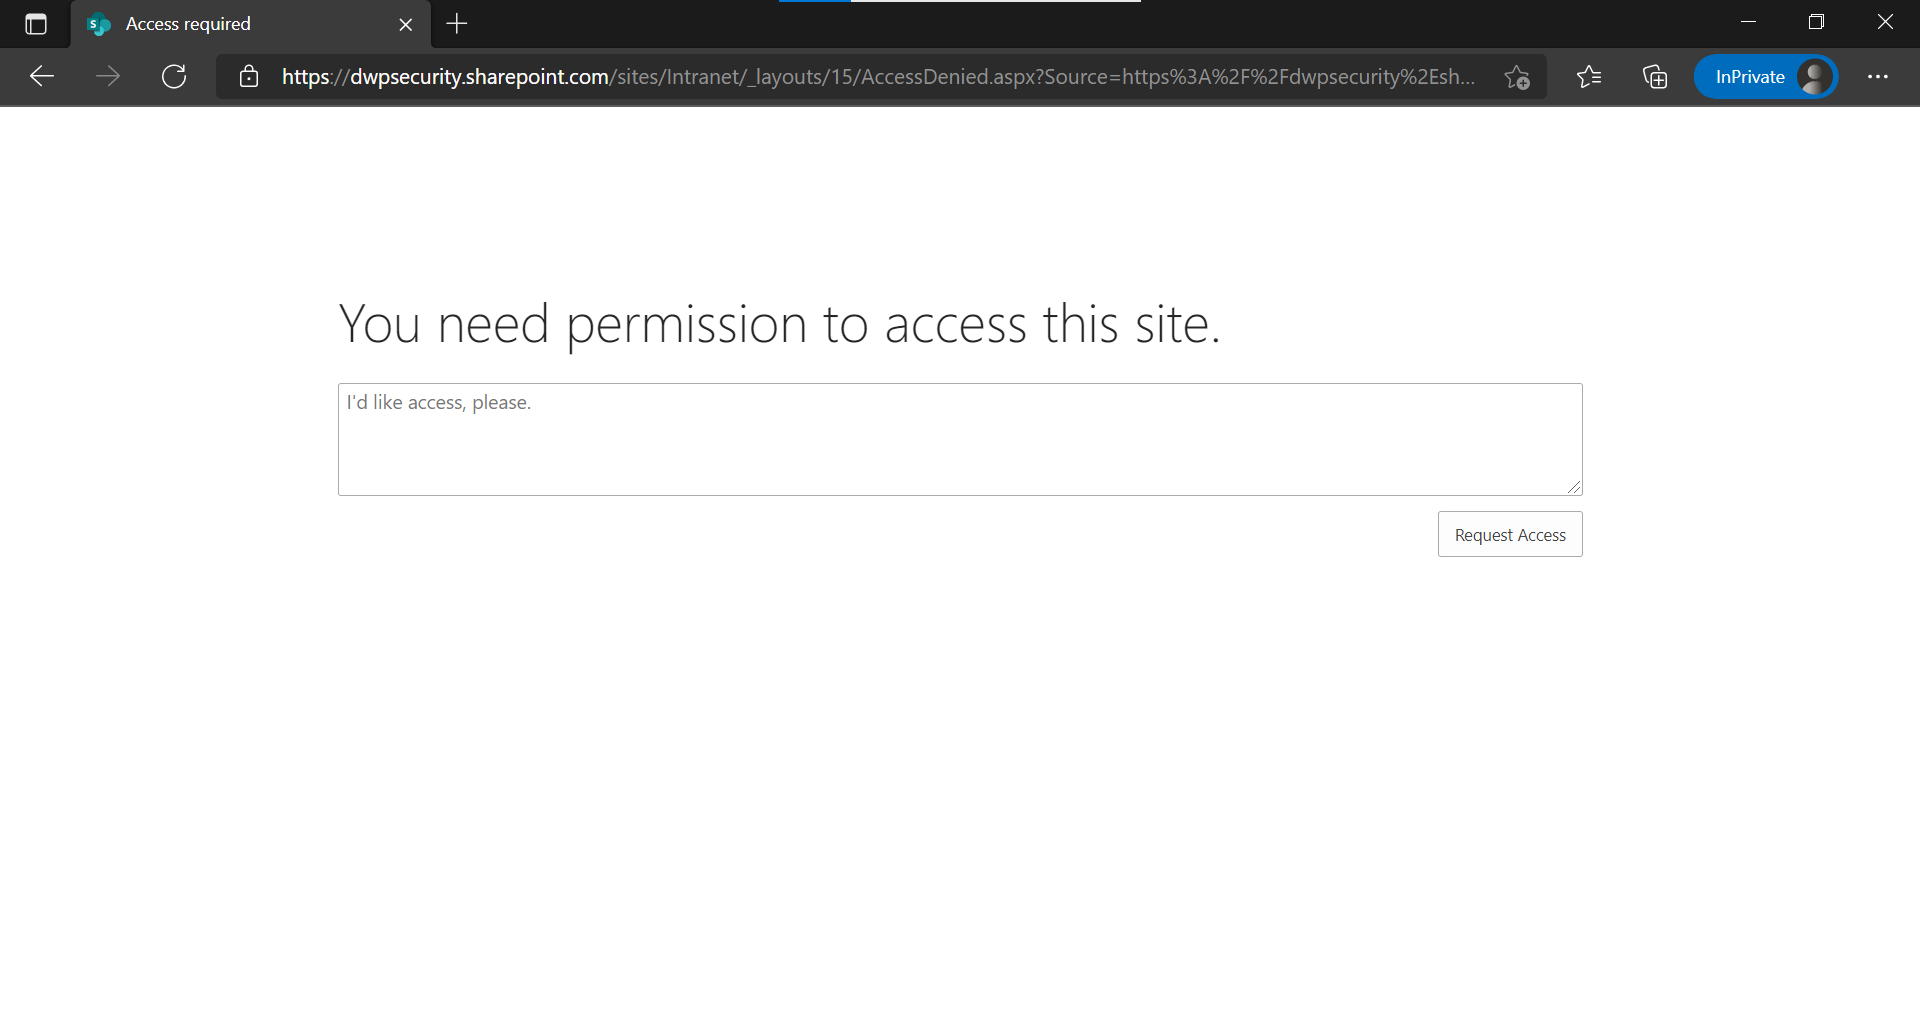 Access required
https://dwpsecurity.sharepoint.com/sites/Intranet/_layouts/15/AccessDenied.aspx?Source=https%3A%2F%2Fdwpsecurity%2Esh...
InPrivate
You need permission to access this site.
I'd like access, please.
Request Access